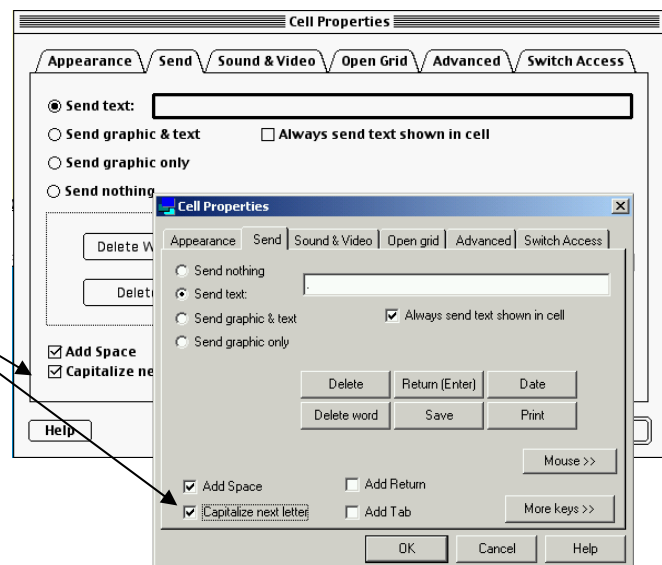 Cell Properties
Appearance Send Sound & Video Open Grid Advanced Switch Access
Send text:
Send graphic & text Always send text shown in cell
Send graphic only
Send nothing
Delete W
Delet
Add Space
Capitalize ne
Help
Cell Properties
Appearance Send Sound & Video Open grid Advanced Switch Access
Send nothing
Send text: .
Send graphic & text Always send text shown in cell
Send graphic only
Delete Return (Enter) Date
Delete word Save Print
Mouse >>
Add Space Add Return
Capitalize next letter Add Tab More keys >>
OK Cancel Help